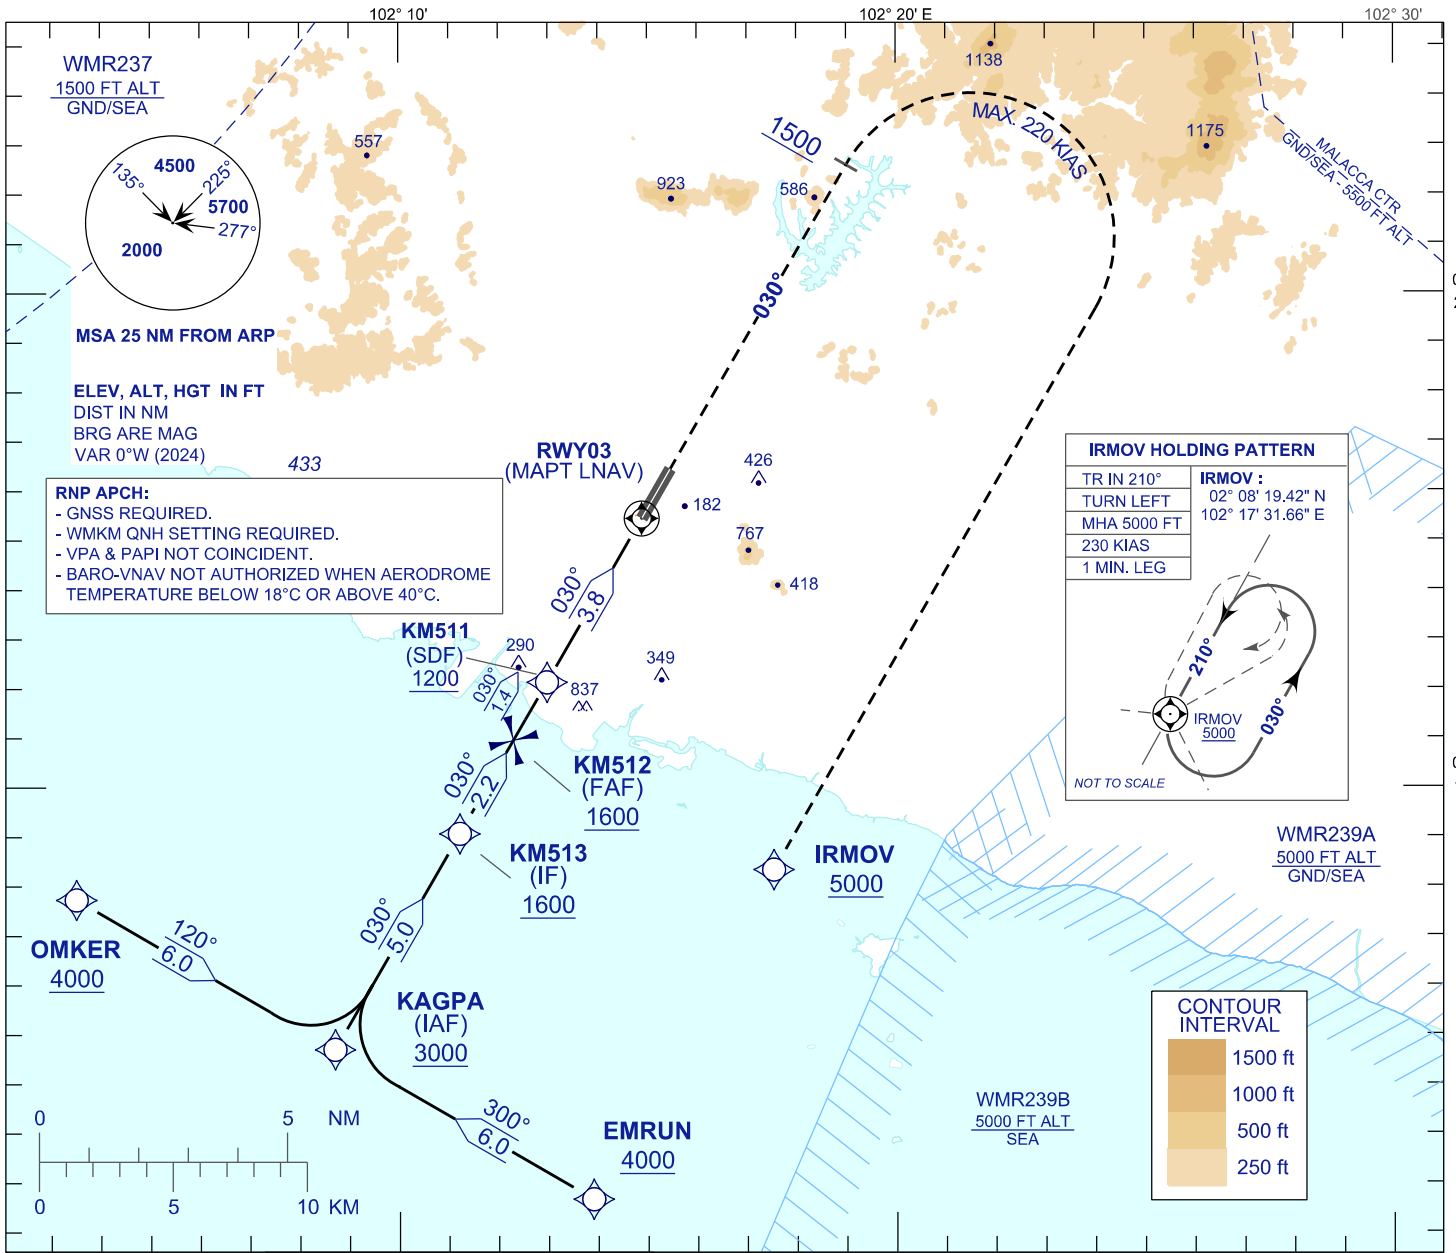 102° 10'
102° 20' E
102° 30'
WMR237
1500 FT ALT
GND/SEA
4500
135°
225°
5700
277°
2000
MSA 25 NM FROM ARP
ELEV, ALT, HGT IN FT
DIST IN NM
BRG ARE MAG
VAR 0°W (2024)
433
557
923
586
1138
1175
1500
MAX. 220 KIAS
MALACCA CTR
GND/SEA - 5500 FT ALT
030°
RWY03
(MAPT LNAV)
426
182
767
418
RNP APCH:
- GNSS REQUIRED.
- WMKM QNH SETTING REQUIRED.
- VPA & PAPI NOT COINCIDENT.
- BARO-VNAV NOT AUTHORIZED WHEN AERODROME
TEMPERATURE BELOW 18°C OR ABOVE 40°C.
IRMOV HOLDING PATTERN
TR IN 210°
TURN LEFT
MHA 5000 FT
230 KIAS
1 MIN. LEG
IRMOV :
02° 08' 19.42" N
102° 17' 31.66" E
210°
030°
IRMOV
5000
NOT TO SCALE
030°
3.8
KM511
(SDF)
1200
290
349
837
030°
1.4
KM512
(FAF)
1600
030°
2.2
KM513
(IF)
1600
IRMOV
5000
WMR239A
5000 FT ALT
GND/SEA
030°
5.0
OMKER
4000
120°
6.0
KAGPA
(IAF)
3000
300°
6.0
EMRUN
4000
WMR239B
5000 FT ALT
SEA
CONTOUR
INTERVAL
1500 ft
1000 ft
500 ft
250 ft
0 5 NM
0 5 10 KM